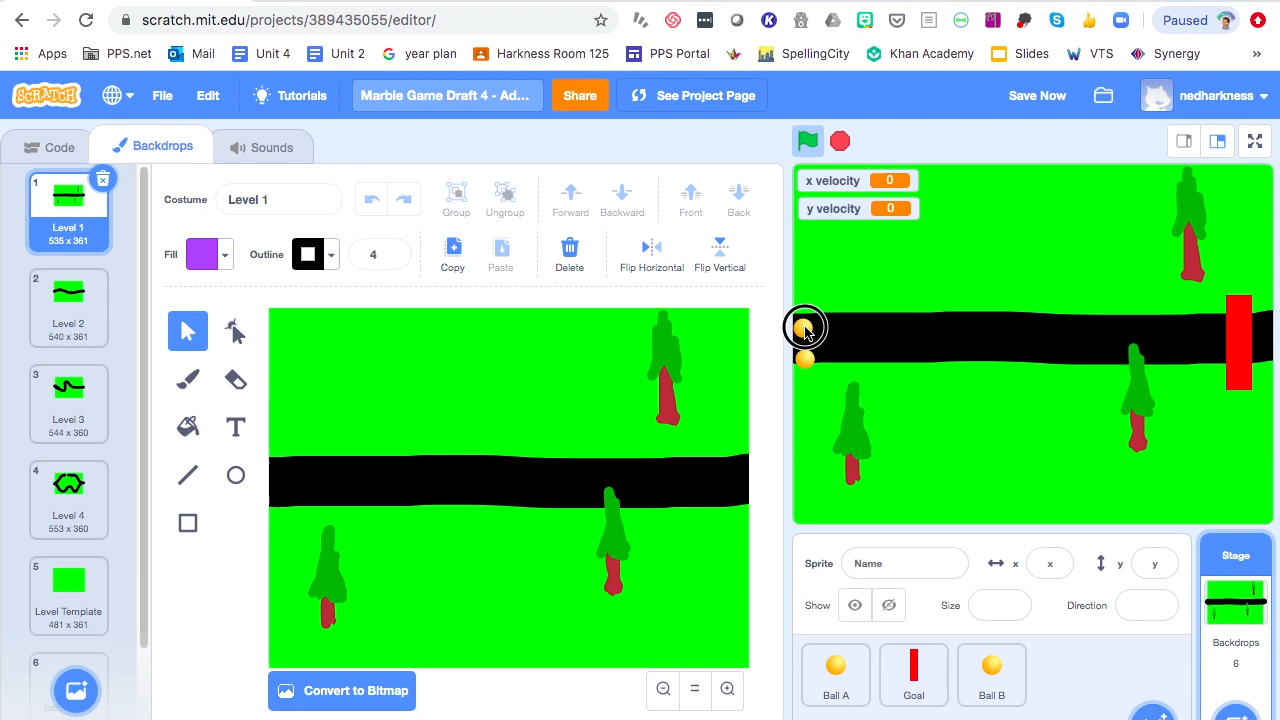 scratch.mit.edu/projects/389435055/editor/
Paused
Apps PPS.net Mail Unit 4 Unit 2 year plan Harkness Room 125 PPS Portal SpellingCity Khan Academy Slides VTS Synergy »
SCRATCH File Edit Tutorials Marble Game Draft 4 - Ad... Share See Project Page Save Now nedharkness
Code Backdrops Sounds
1
Level 1
535 x 361
2
Level 2
540 x 361
3
Level 3
544 x 360
4
Level 4
553 x 360
5
Level Template
481 x 361
6
Costume Level 1 Group Ungroup Forward Backward Front Back
Fill Outline 4 Copy Paste Delete Flip Horizontal Flip Vertical
T
Convert to Bitmap
x velocity 0
y velocity 0
Sprite Name x x y y
Show Size Direction
Ball A Goal Ball B
Stage
Backdrops
6